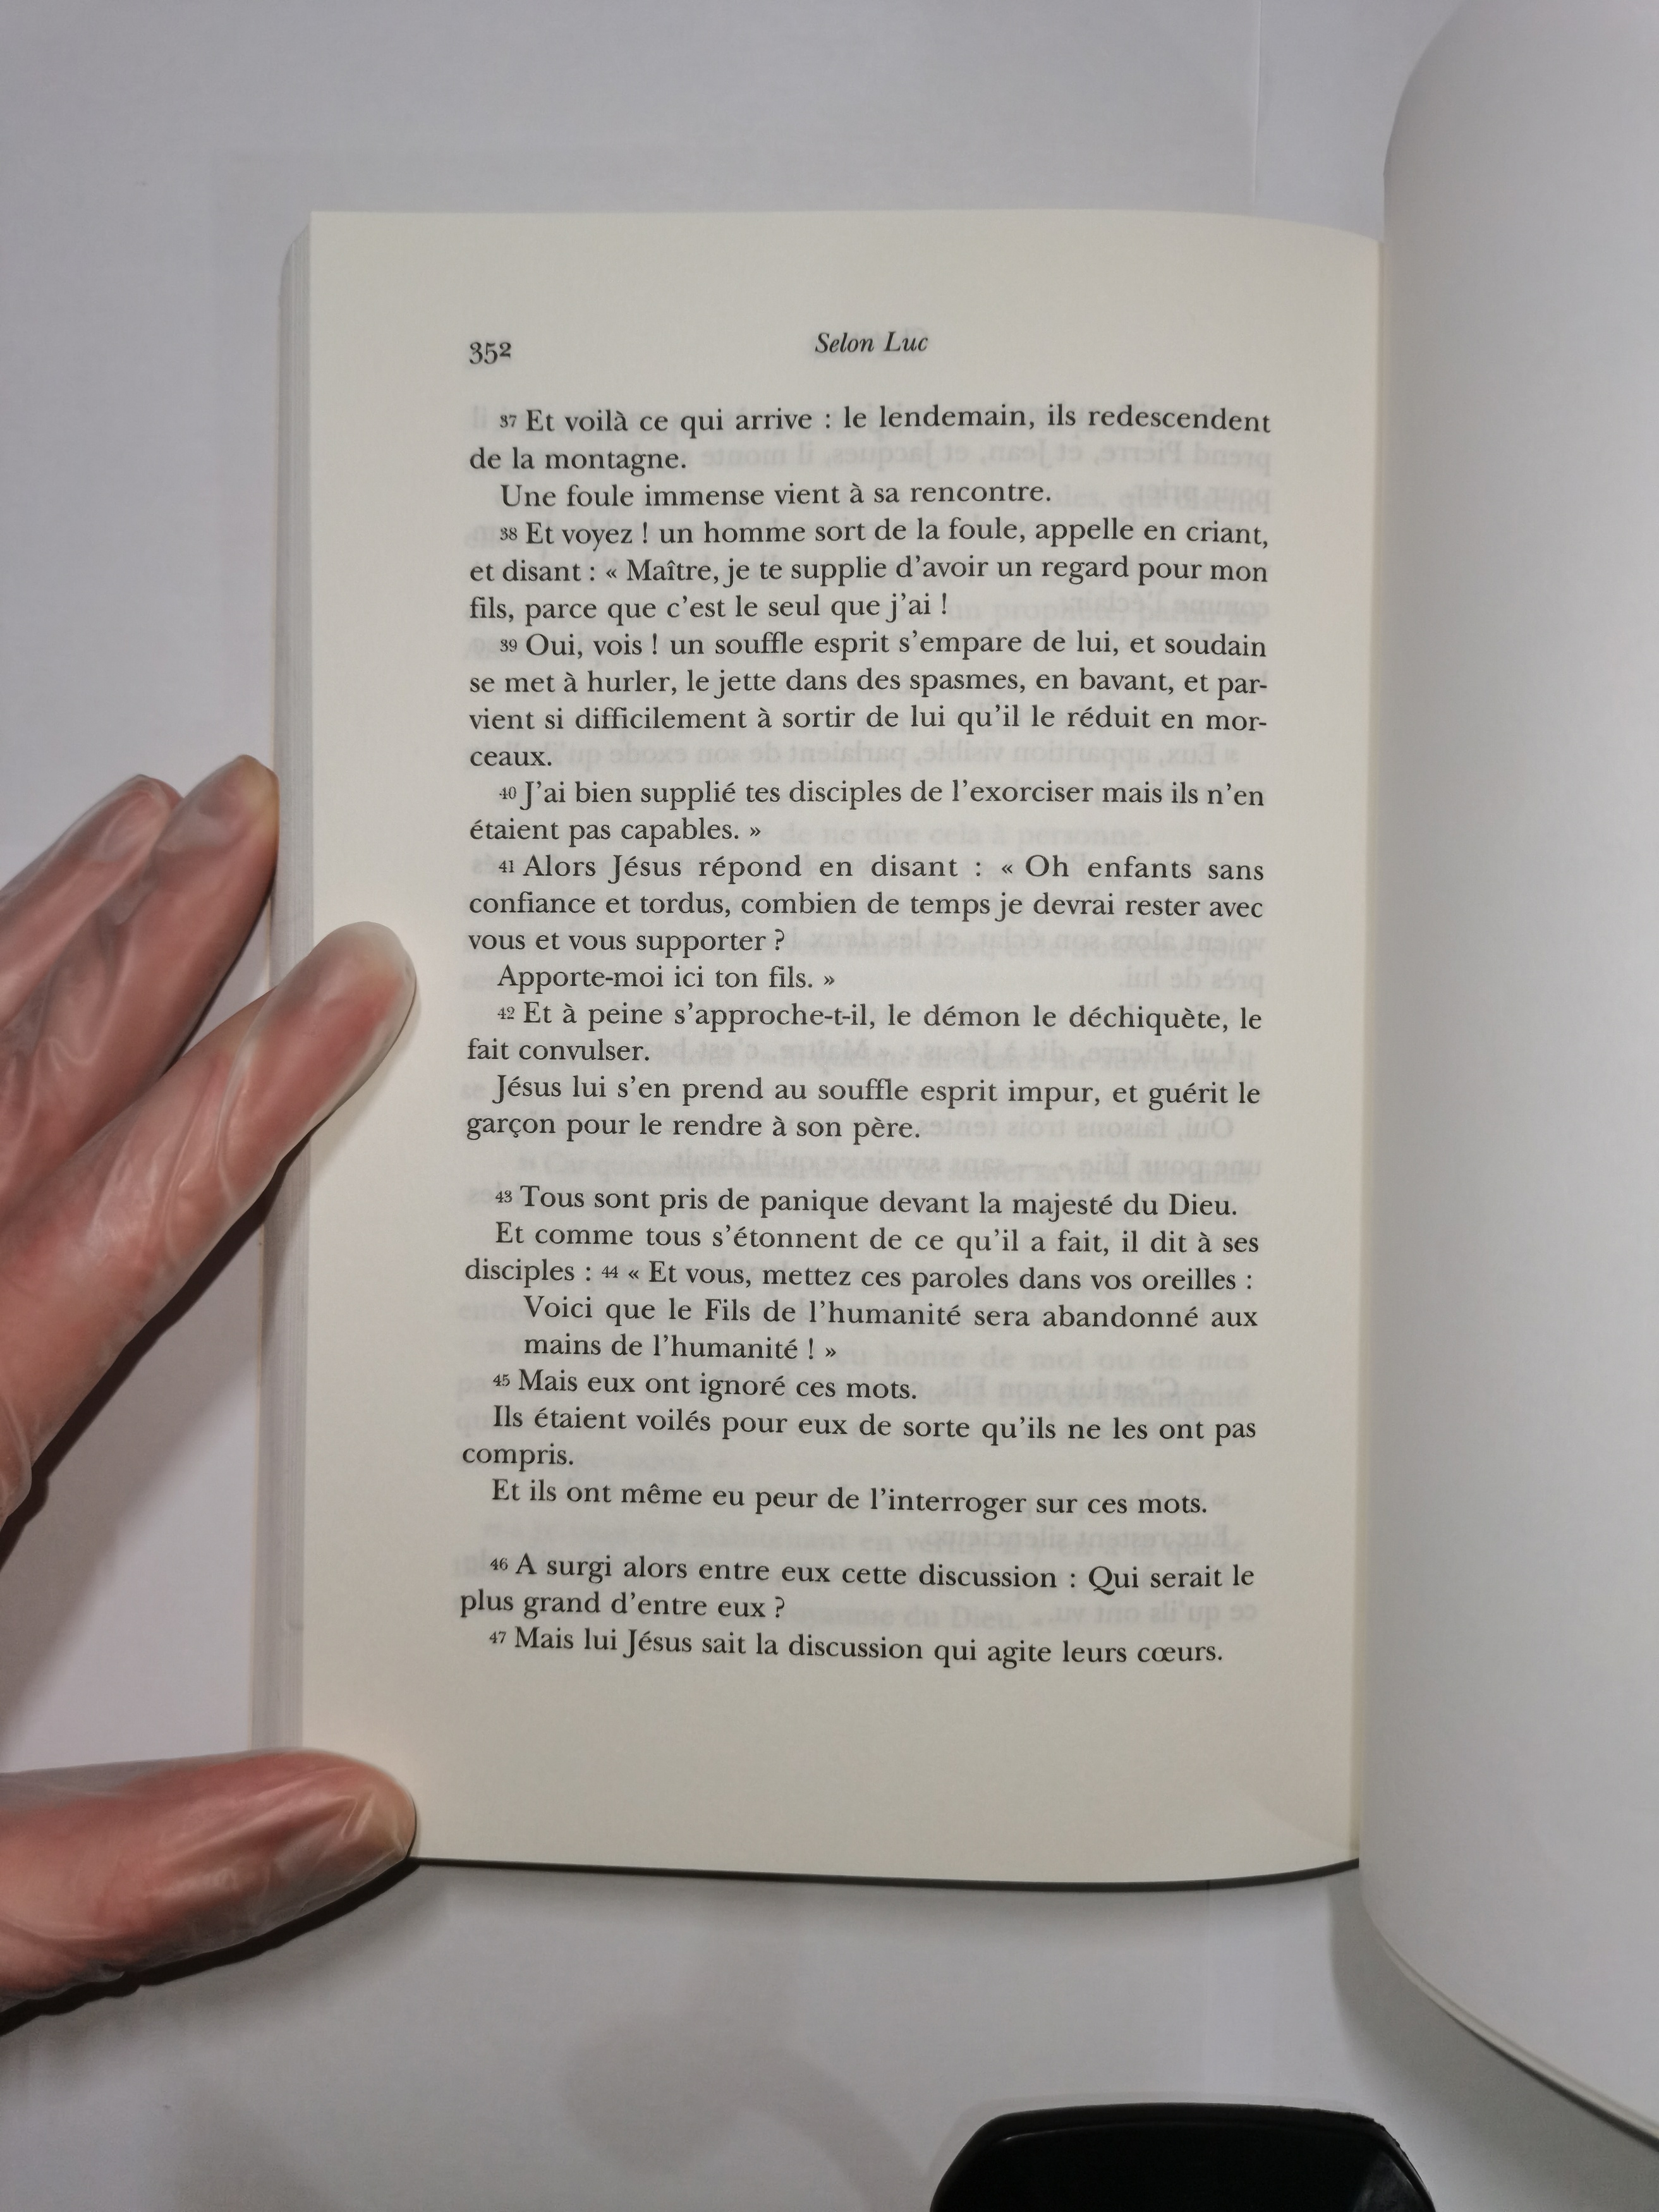 352
Selon Luc
37 Et voilà ce qui arrive : le lendemain, ils redescendent
de la montagne.
Une foule immense vient à sa rencontre.
38 Et voyez ! un homme sort de la foule, appelle en criant,
et disant : « Maître, je te supplie d’avoir un regard pour mon
fils, parce que c’est le seul que j’ai !
39 Oui, vois ! un souffle esprit s’empare de lui, et soudain
se met à hurler, le jette dans des spasmes, en bavant, et par-
vient si difficilement à sortir de lui qu’il le réduit en mor-
ceaux.
40 J’ai bien supplié tes disciples de l’exorciser mais ils n’en
étaient pas capables. »
41 Alors Jésus répond en disant : « Oh enfants sans
confiance et tordus, combien de temps je devrai rester avec
vous et vous supporter ?
Apporte-moi ici ton fils. »
42 Et à peine s’approche-t-il, le démon le déchiquète, le
fait convulser.
Jésus lui s’en prend au souffle esprit impur, et guérit le
garçon pour le rendre à son père.
43 Tous sont pris de panique devant la majesté du Dieu.
Et comme tous s’étonnent de ce qu’il a fait, il dit à ses
disciples : 44 « Et vous, mettez ces paroles dans vos oreilles :
Voici que le Fils de l’humanité sera abandonné aux
mains de l’humanité ! »
45 Mais eux ont ignoré ces mots.
Ils étaient voilés pour eux de sorte qu’ils ne les ont pas
compris.
Et ils ont même eu peur de l’interroger sur ces mots.
46 A surgi alors entre eux cette discussion : Qui serait le
plus grand d’entre eux ?
47 Mais lui Jésus sait la discussion qui agite leurs cœurs.